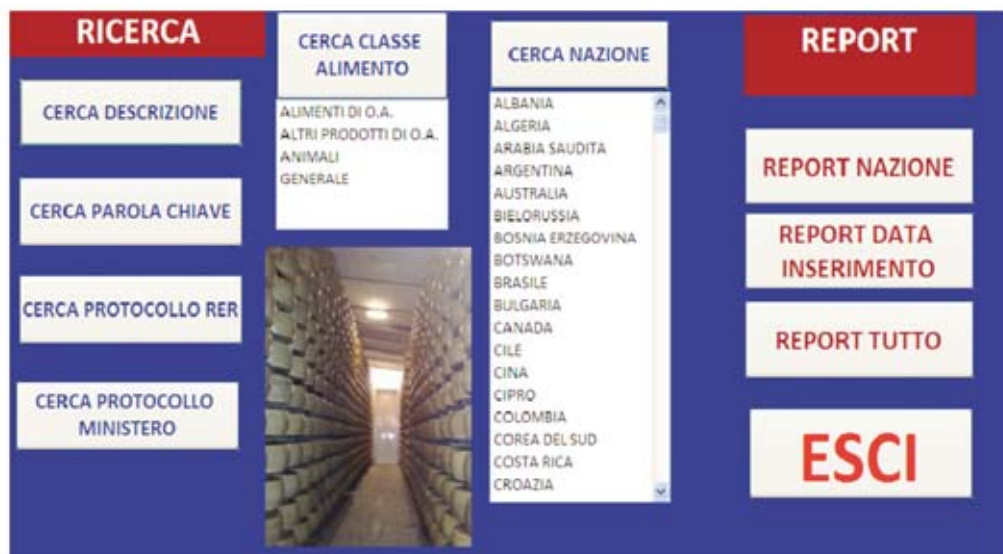 RICERCA
CERCA DESCRIZIONE
CERCA PAROLA CHIAVE
CERCA PROTOCOLLO RER
CERCA PROTOCOLLO
MINISTERO
CERCA CLASSE
ALIMENTO
ALIMENTI DI O.A.
ALTRI PRODOTTI DI O.A.
ANIMALI
GENERALE
CERCA NAZIONE
ALBANIA
ALGERIA
ARABIA SAUDITA
ARGENTINA
AUSTRALIA
BIELORUSSIA
BOSNIA ERZEGOVINA
BOTSWANA
BRASILE
BULGARIA
CANADA
CILE
CINA
CIPRO
COLOMBIA
COREA DEL SUD
COSTA RICA
CROAZIA
REPORT
REPORT NAZIONE
REPORT DATA
INSERIMENTO
REPORT TUTTO
ESCI